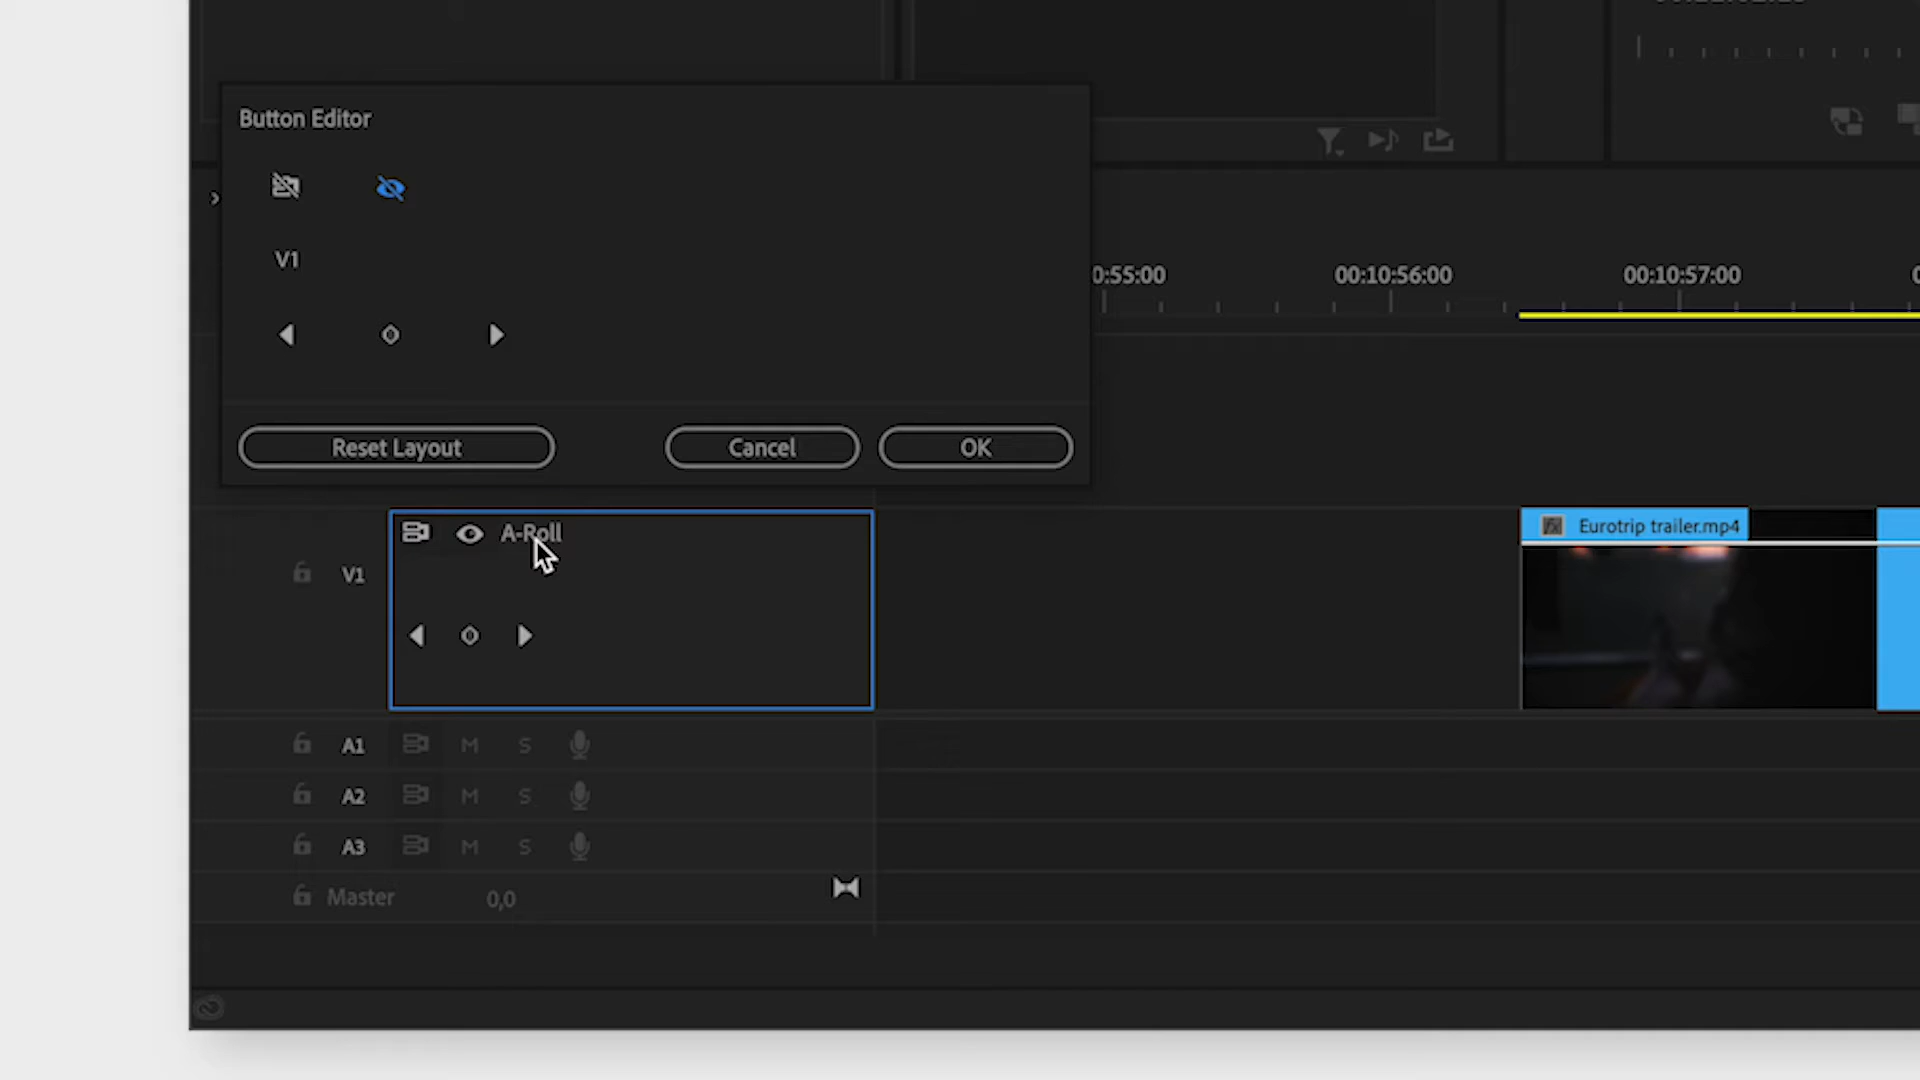 Button Editor
V1
0:55:00
00:10:56:00
00:10:57:00
Reset Layout
Cancel
OK
A-Roll
V1
fx
Eurotrip trailer.mp4
A1
M
S
A2
M
S
A3
M
S
Master
0,0